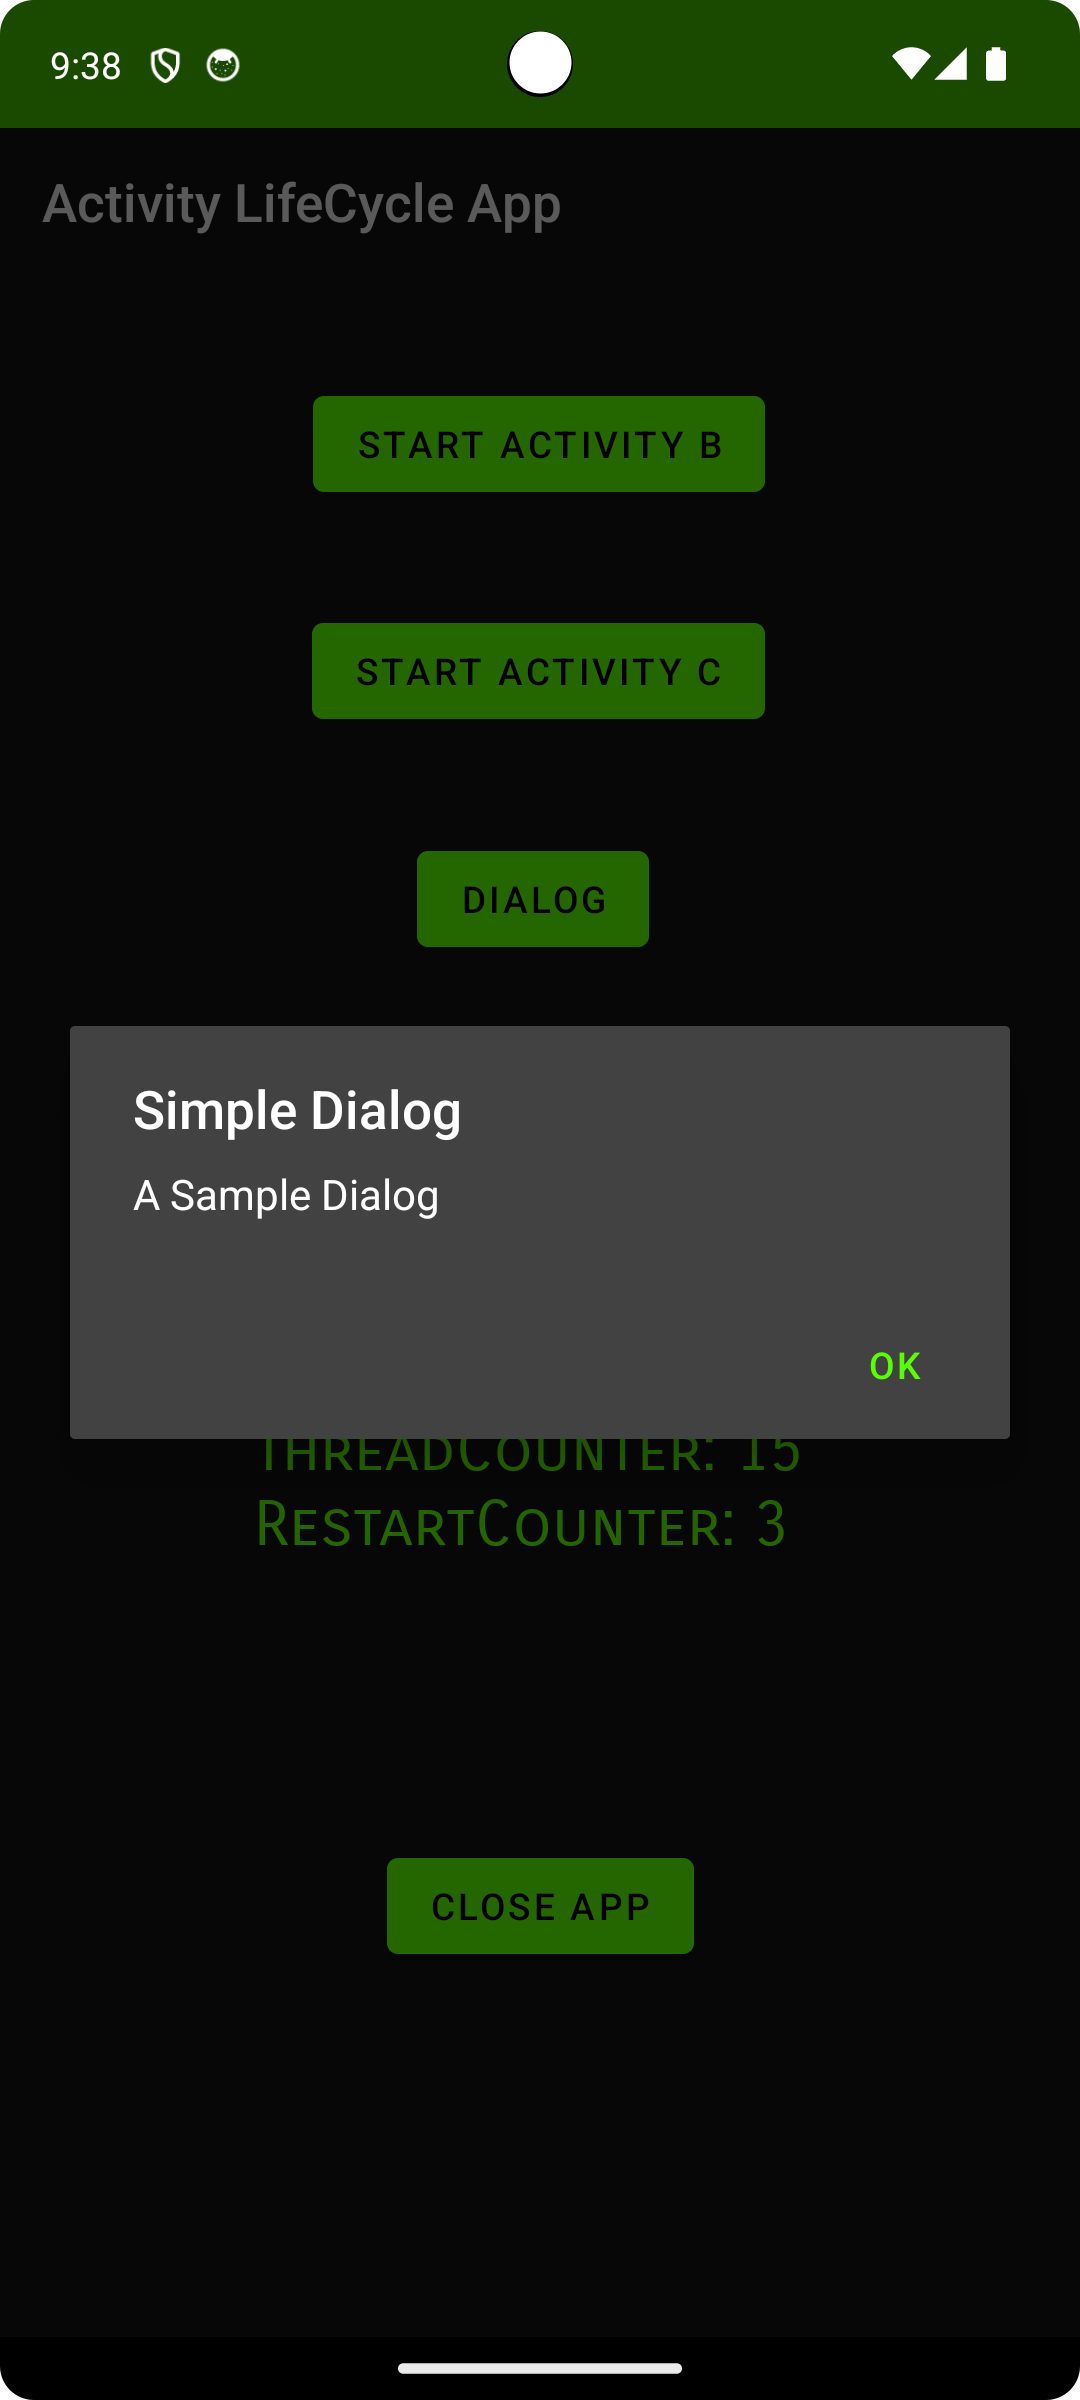 9:38
Activity LifeCycle App
START ACTIVITY B
START ACTIVITY C
DIALOG
Simple Dialog
A Sample Dialog
OK
ThreadCounter: 15
RestartCounter: 3
CLOSE APP